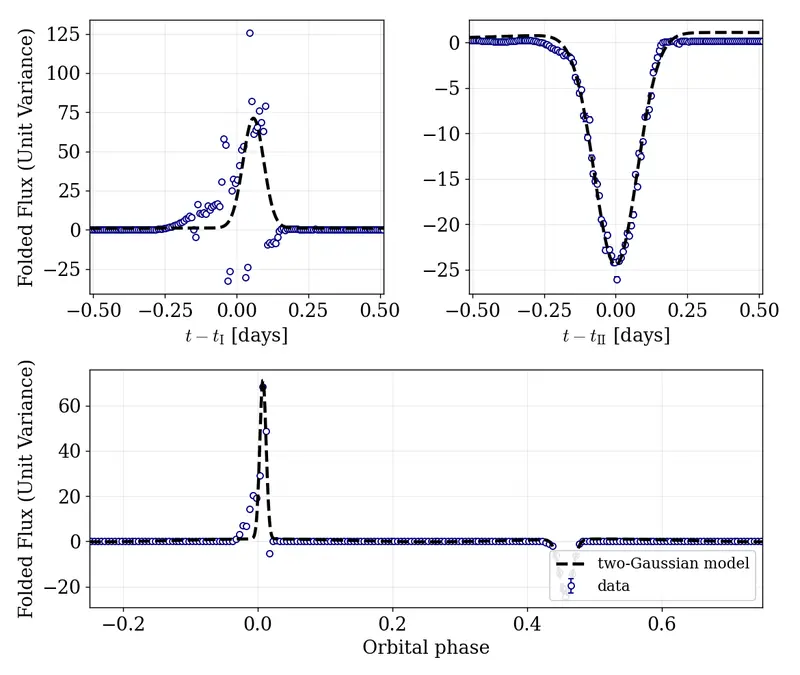 Folded Flux (Unit Variance)
125
100
75
50
25
0
−25
−0.50 −0.25 0.00 0.25 0.50
t − t_I [days]
0
−5
−10
−15
−20
−25
−0.50 −0.25 0.00 0.25 0.50
t − t_II [days]
Folded Flux (Unit Variance)
60
40
20
0
−20
−0.2 0.0 0.2 0.4 0.6
Orbital phase
two-Gaussian model
data